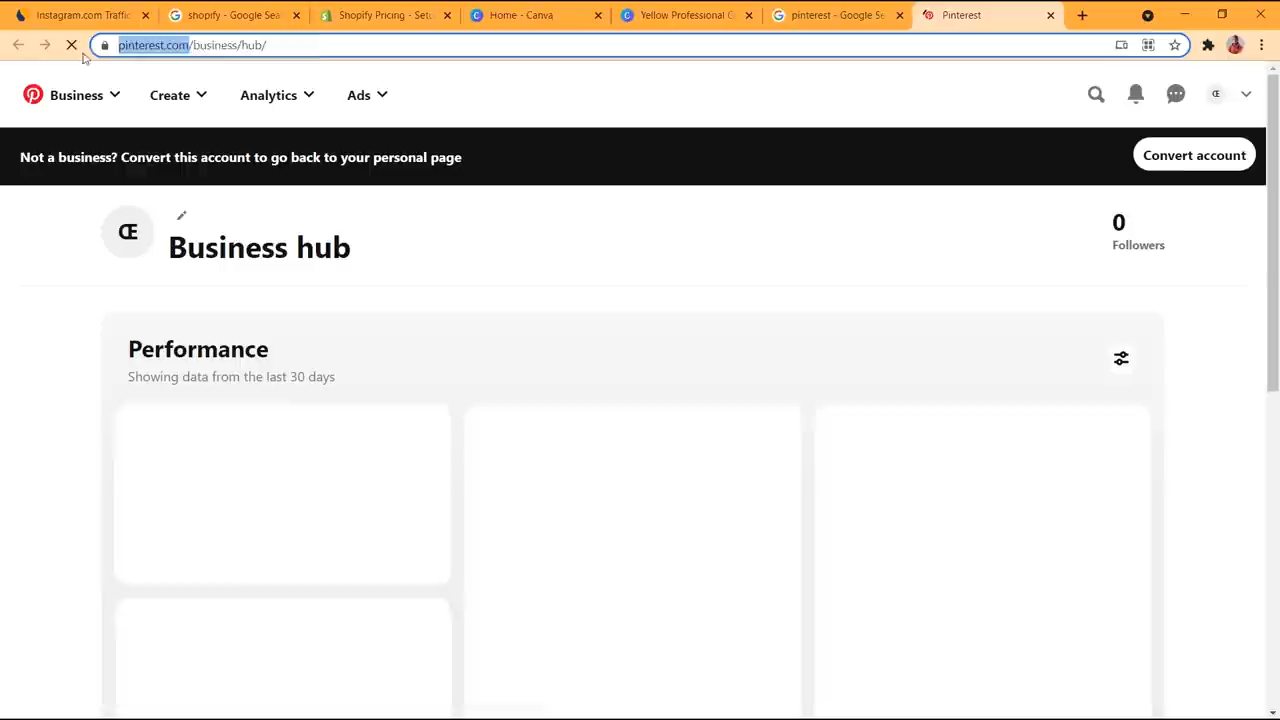 Instagram.com Traffic
shopify - Google Sea
Shopify Pricing - Setu
Home - Canva
Yellow Professional G
pinterest - Google Se
Pinterest
pinterest.com/business/hub/
Business
Create
Analytics
Ads
Œ
Not a business? Convert this account to go back to your personal page
Convert account
Œ
Business hub
0
Followers
Performance
Showing data from the last 30 days